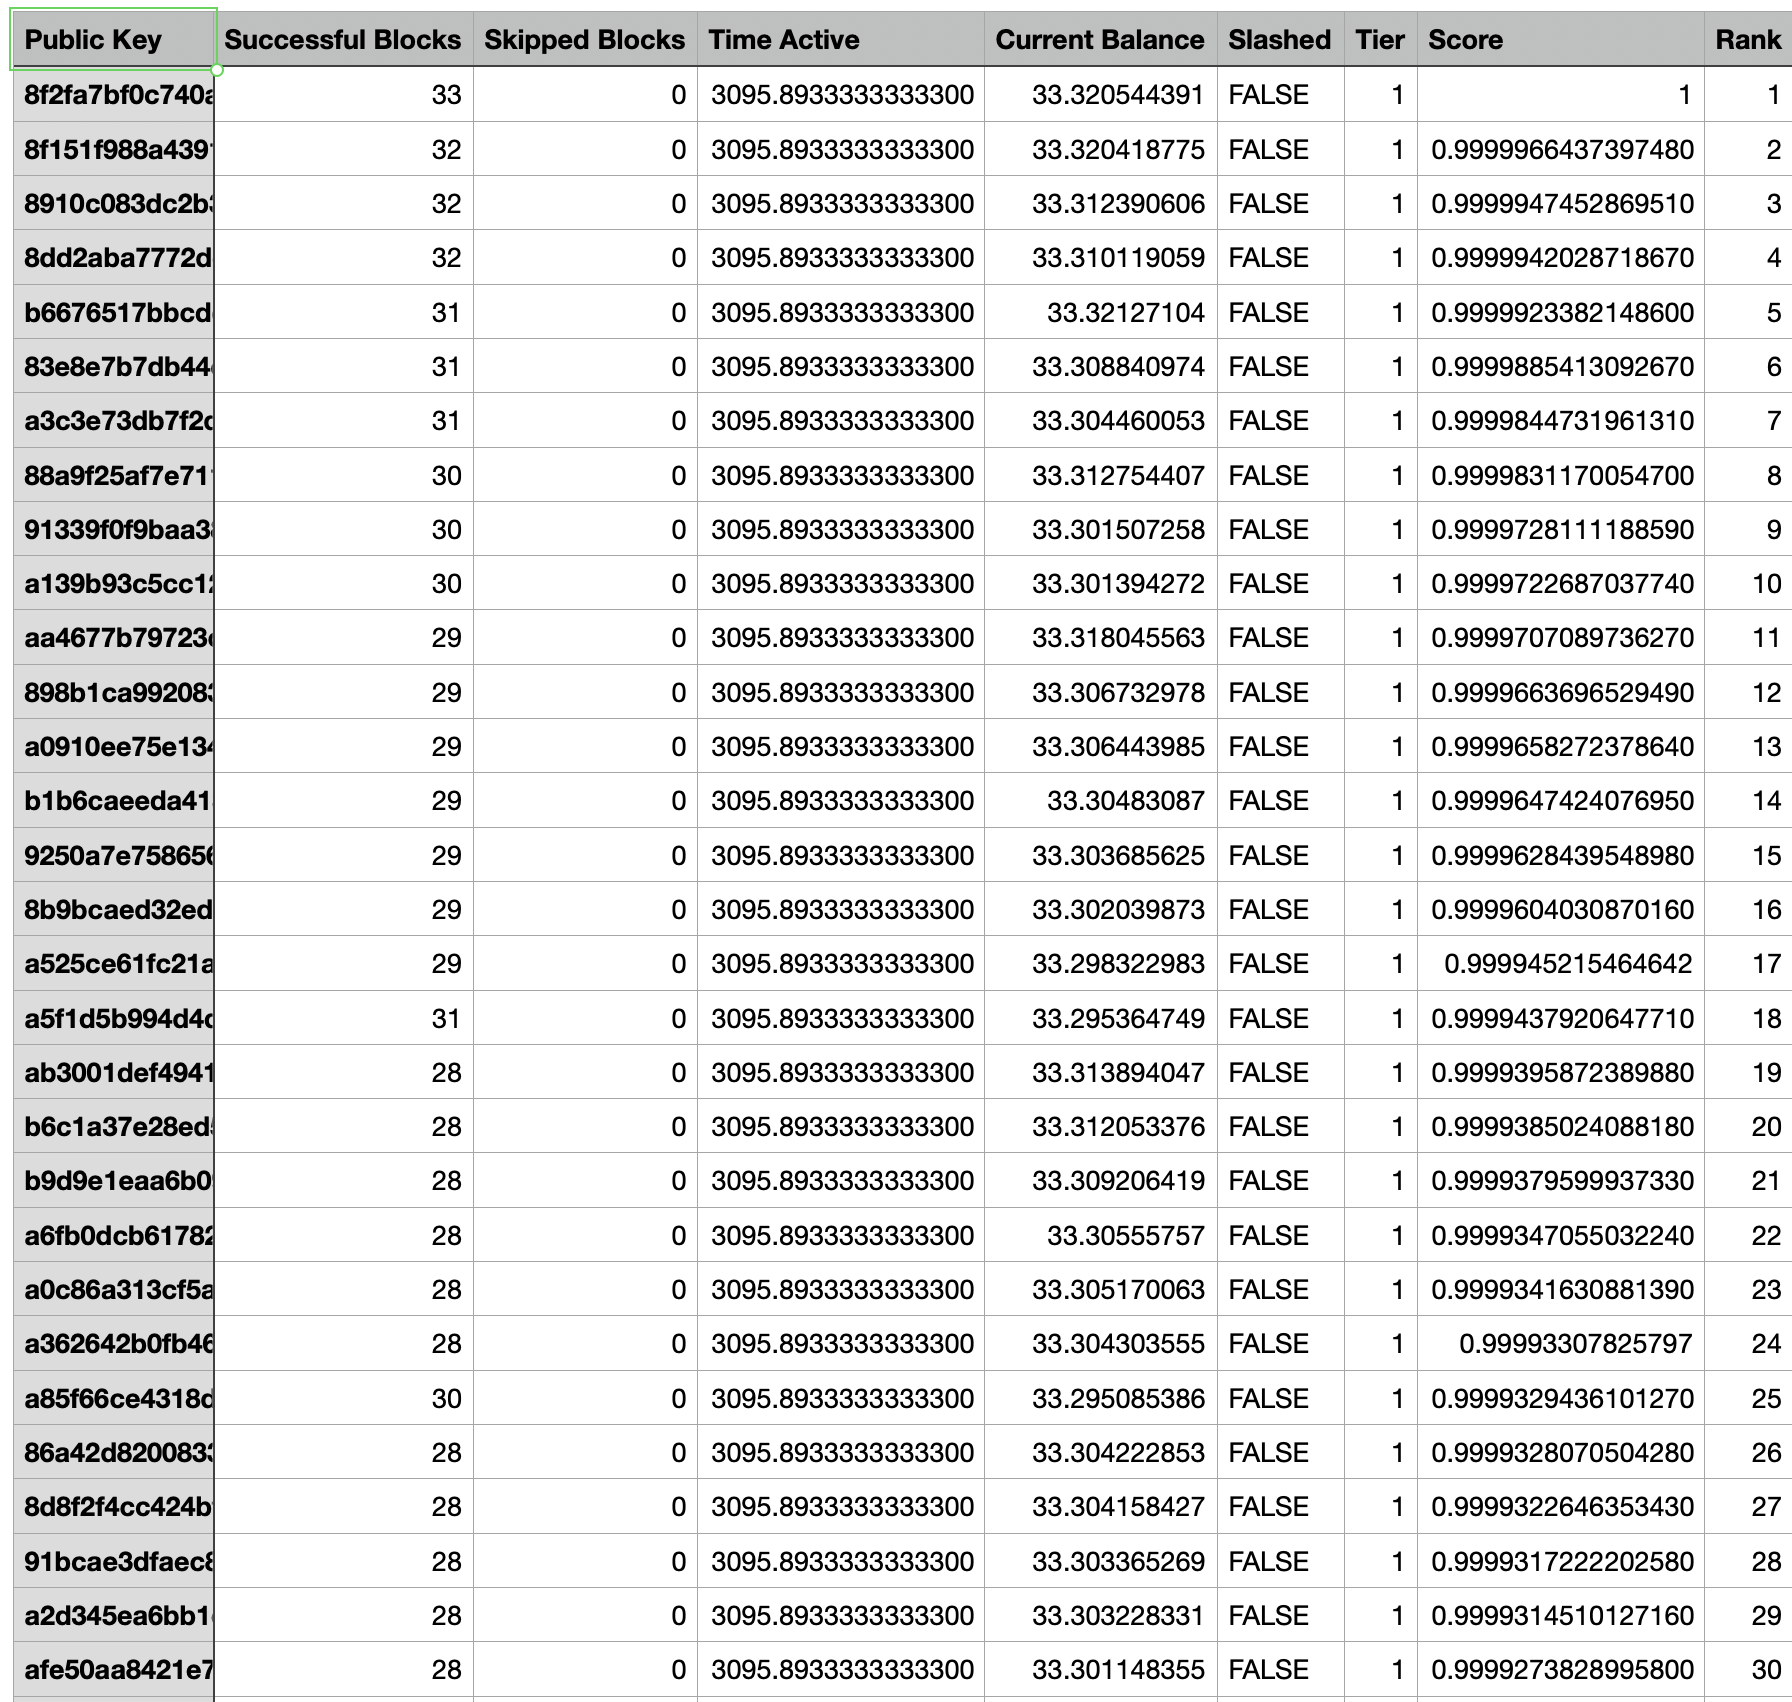 Public Key Successful Blocks Skipped Blocks Time Active Current Balance Slashed Tier Score Rank
8f2fa7bf0c740a 33 0 3095.8933333333300 33.320544391 FALSE 1 1 1
8f151f988a439 32 0 3095.8933333333300 33.320418775 FALSE 1 0.9999966437397480 2
8910c083dc2b 32 0 3095.8933333333300 33.312390606 FALSE 1 0.9999947452869510 3
8dd2aba7772d 32 0 3095.8933333333300 33.310119059 FALSE 1 0.9999942028718670 4
b6676517bbcd 31 0 3095.8933333333300 33.32127104 FALSE 1 0.9999923382148600 5
83e8e7b7db44 31 0 3095.8933333333300 33.308840974 FALSE 1 0.9999885413092670 6
a3c3e73db7f2 31 0 3095.8933333333300 33.304460053 FALSE 1 0.9999844731961310 7
88a9f25af7e71 30 0 3095.8933333333300 33.312754407 FALSE 1 0.9999831170054700 8
91339f0f9baa3 30 0 3095.8933333333300 33.301507258 FALSE 1 0.9999728111188590 9
a139b93c5cc1 30 0 3095.8933333333300 33.301394272 FALSE 1 0.9999722687037740 10
aa4677b79723 29 0 3095.8933333333300 33.318045563 FALSE 1 0.9999707089736270 11
898b1ca99208 29 0 3095.8933333333300 33.306732978 FALSE 1 0.9999663696529490 12
a0910ee75e134 29 0 3095.8933333333300 33.306443985 FALSE 1 0.9999658272378640 13
b1b6caeeda41 29 0 3095.8933333333300 33.30483087 FALSE 1 0.9999647424076950 14
9250a7e758656 29 0 3095.8933333333300 33.303685625 FALSE 1 0.9999628439548980 15
8b9bcaed32ed 29 0 3095.8933333333300 33.302039873 FALSE 1 0.9999604030870160 16
a525ce61fc21a 29 0 3095.8933333333300 33.298322983 FALSE 1 0.999945215464642 17
a5f1d5b994d4 31 0 3095.8933333333300 33.295364749 FALSE 1 0.9999437920647710 18
ab3001def4941 28 0 3095.8933333333300 33.313894047 FALSE 1 0.9999395872389880 19
b6c1a37e28ed 28 0 3095.8933333333300 33.312053376 FALSE 1 0.9999385024088180 20
b9d9e1eaa6b0 28 0 3095.8933333333300 33.309206419 FALSE 1 0.9999379599937330 21
a6fb0dcb61782 28 0 3095.8933333333300 33.30555757 FALSE 1 0.9999347055032240 22
a0c86a313cf5a 28 0 3095.8933333333300 33.305170063 FALSE 1 0.9999341630881390 23
a362642b0fb46 28 0 3095.8933333333300 33.304303555 FALSE 1 0.99993307825797 24
a85f66ce4318 30 0 3095.8933333333300 33.295085386 FALSE 1 0.9999329436101270 25
86a42d820083 28 0 3095.8933333333300 33.304222853 FALSE 1 0.9999328070504280 26
8d8f2f4cc424b 28 0 3095.8933333333300 33.304158427 FALSE 1 0.9999322646353430 27
91bcae3dfaec 28 0 3095.8933333333300 33.303365269 FALSE 1 0.9999317222202580 28
a2d345ea6bb1 28 0 3095.8933333333300 33.303228331 FALSE 1 0.9999314510127160 29
afe50aa8421e7 28 0 3095.8933333333300 33.301148355 FALSE 1 0.9999273828995800 30